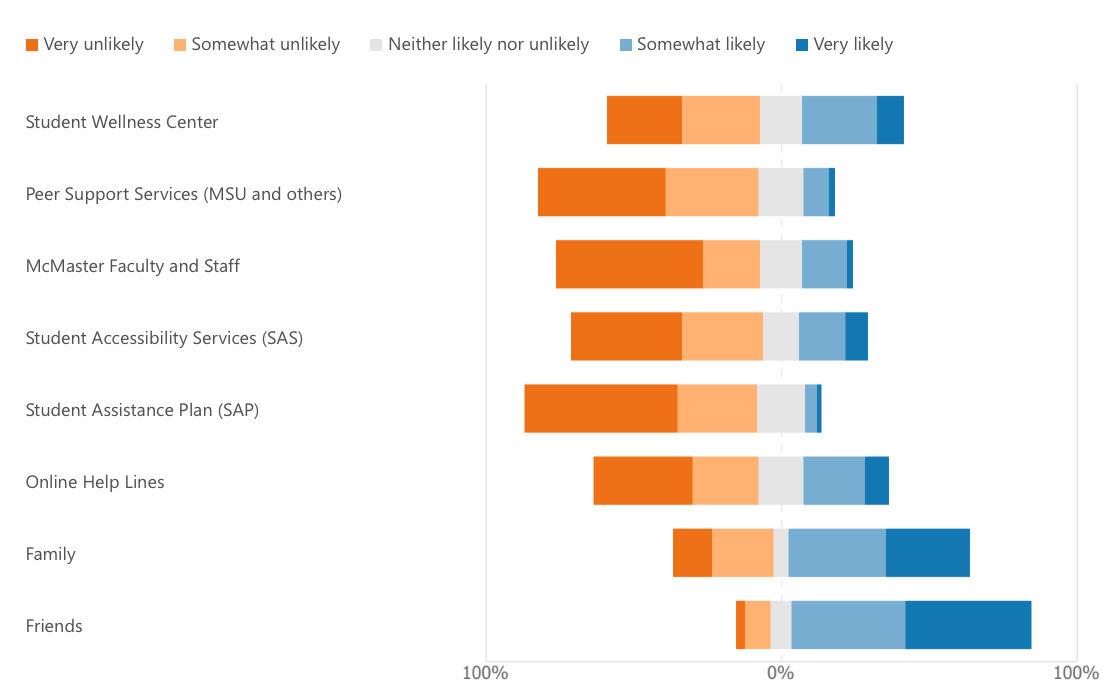 Very unlikely Somewhat unlikely Neither likely nor unlikely Somewhat likely Very likely
Student Wellness Center
Peer Support Services (MSU and others)
McMaster Faculty and Staff
Student Accessibility Services (SAS)
Student Assistance Plan (SAP)
Online Help Lines
Family
Friends
100% 0% 100%